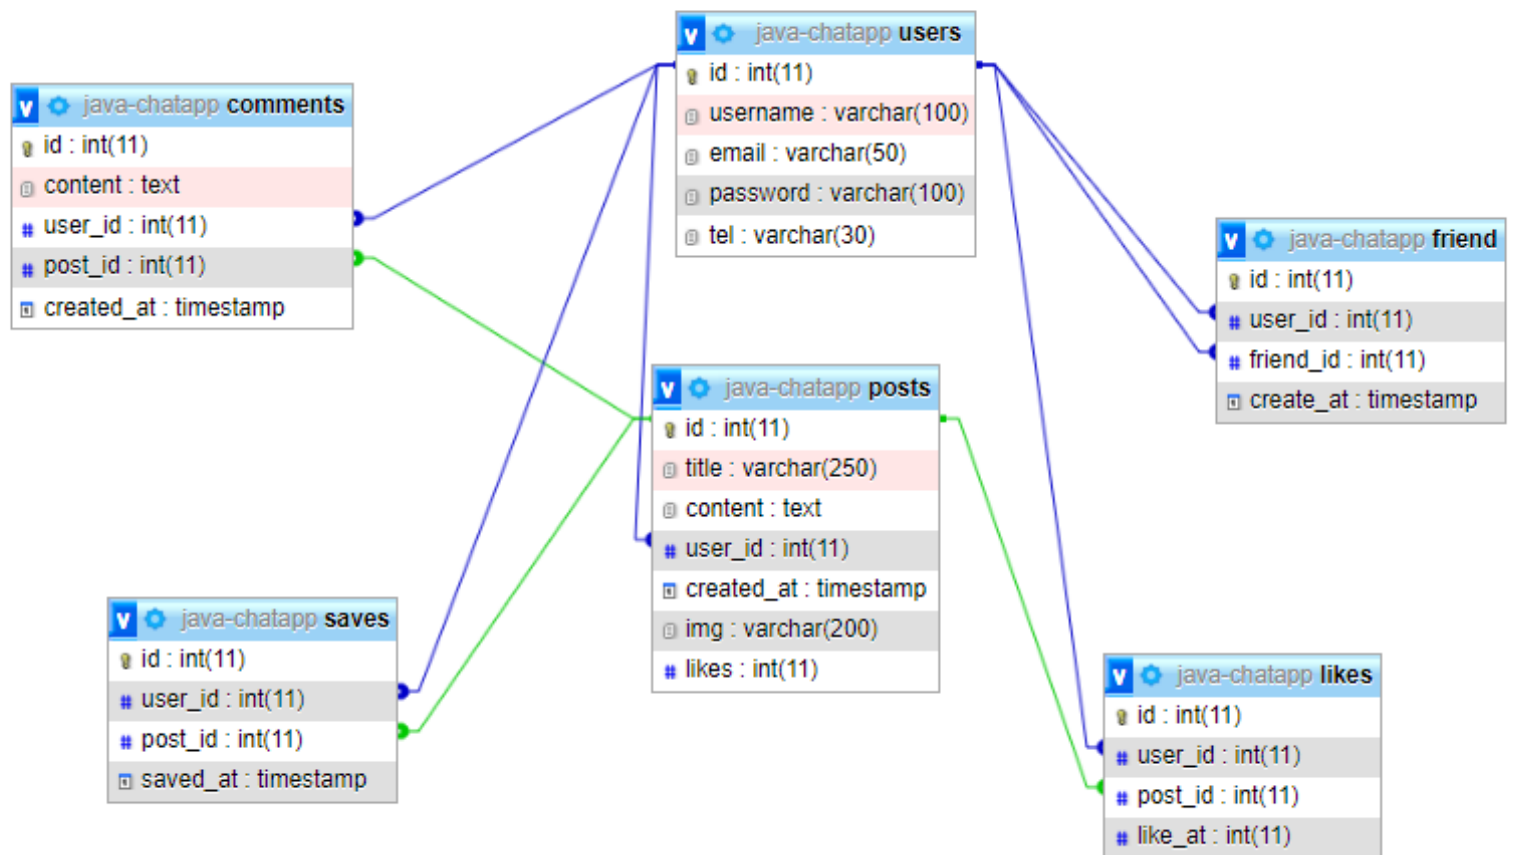 java-chatapp users
id : int(11)
username : varchar(100)
email : varchar(50)
password : varchar(100)
tel : varchar(30)
java-chatapp comments
id : int(11)
content : text
user_id : int(11)
post_id : int(11)
created_at : timestamp
java-chatapp friend
id : int(11)
user_id : int(11)
friend_id : int(11)
create_at : timestamp
java-chatapp posts
id : int(11)
title : varchar(250)
content : text
user_id : int(11)
created_at : timestamp
img : varchar(200)
likes : int(11)
java-chatapp saves
id : int(11)
user_id : int(11)
post_id : int(11)
saved_at : timestamp
java-chatapp likes
id : int(11)
user_id : int(11)
post_id : int(11)
like_at : int(11)